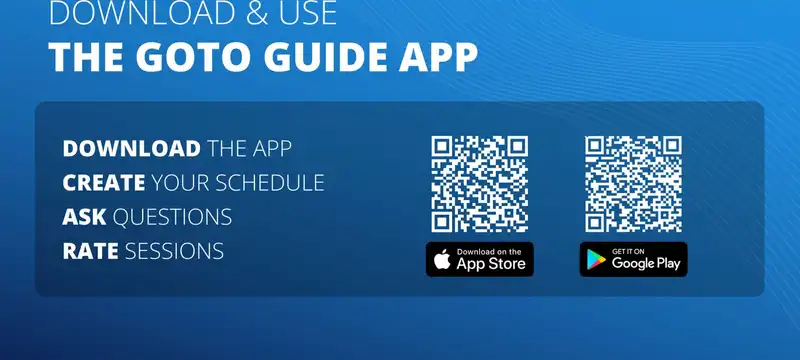 DOWNLOAD & USE
THE GOTO GUIDE APP
DOWNLOAD THE APP
CREATE YOUR SCHEDULE
ASK QUESTIONS
RATE SESSIONS
Download on the
App Store
GET IT ON
Google Play